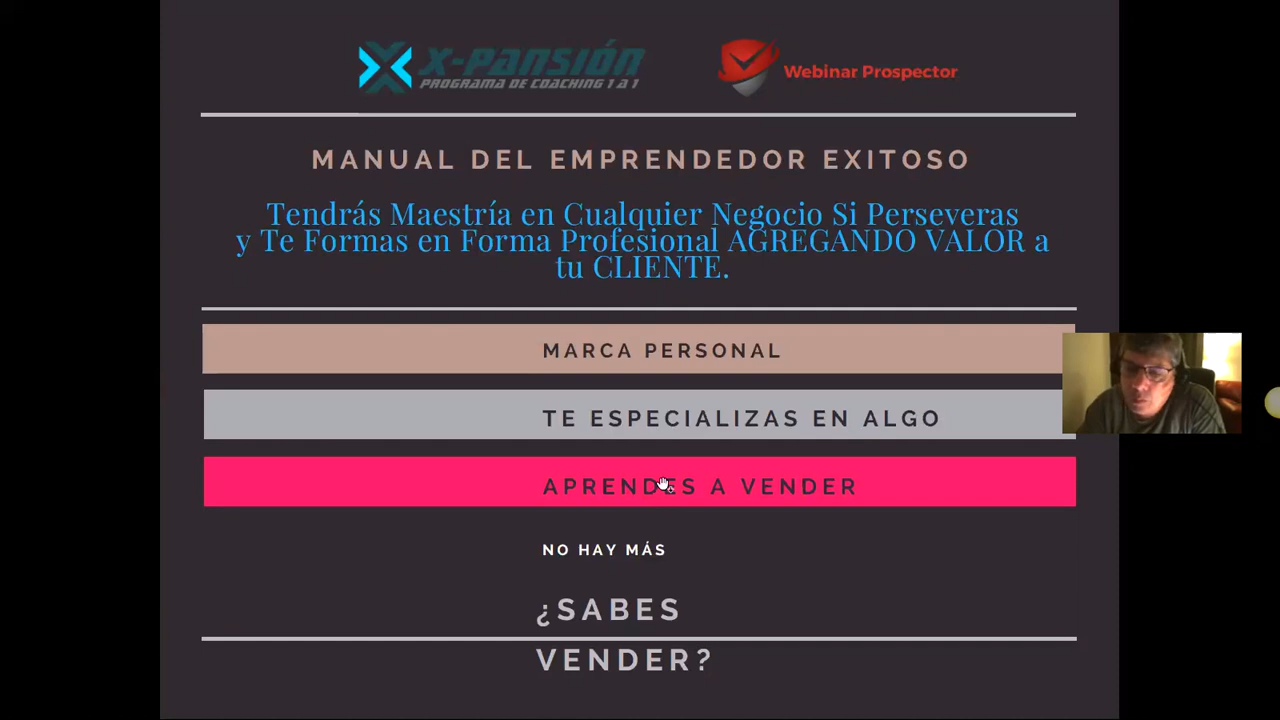 X-PANSIÓN
PROGRAMA DE COACHING 1 A 1
Webinar Prospector
MANUAL DEL EMPRENDEDOR EXITOSO
Tendrás Maestría en Cualquier Negocio Si Perseveras
y Te Formas en Forma Profesional AGREGANDO VALOR a
tu CLIENTE.
MARCA PERSONAL
TE ESPECIALIZAS EN ALGO
APRENDES A VENDER
NO HAY MÁS
¿SABES
VENDER?